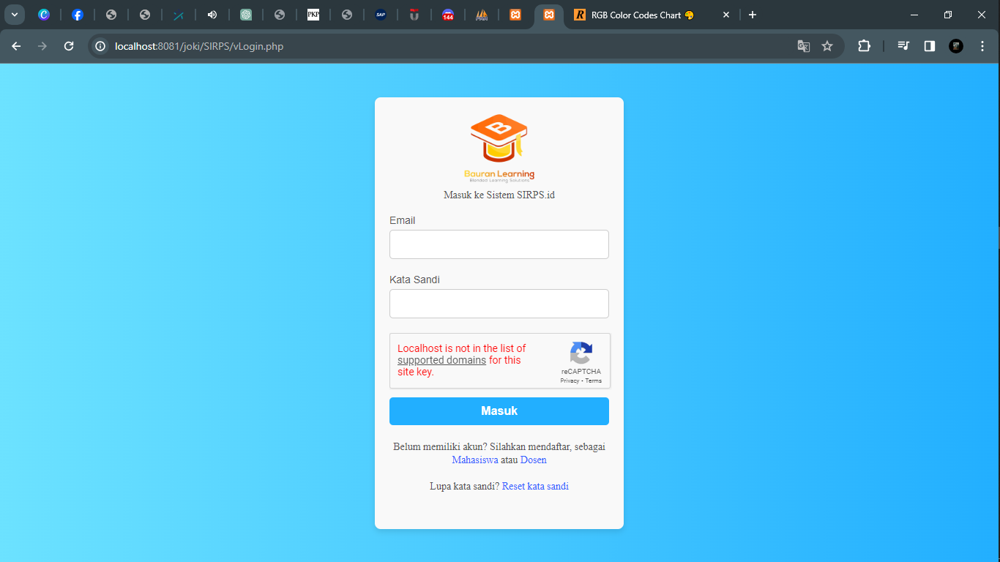 PKP
SAP
144
RGB Color Codes Chart
localhost:8081/joki/SIRPS/vLogin.php
B
Bauran Learning
Blended Learning Solutions
Masuk ke Sistem SIRPS.id
Email
Kata Sandi
Localhost is not in the list of
supported domains for this
site key.
reCAPTCHA
Privacy - Terms
Masuk
Belum memiliki akun? Silahkan mendaftar, sebagai
Mahasiswa atau Dosen
Lupa kata sandi? Reset kata sandi